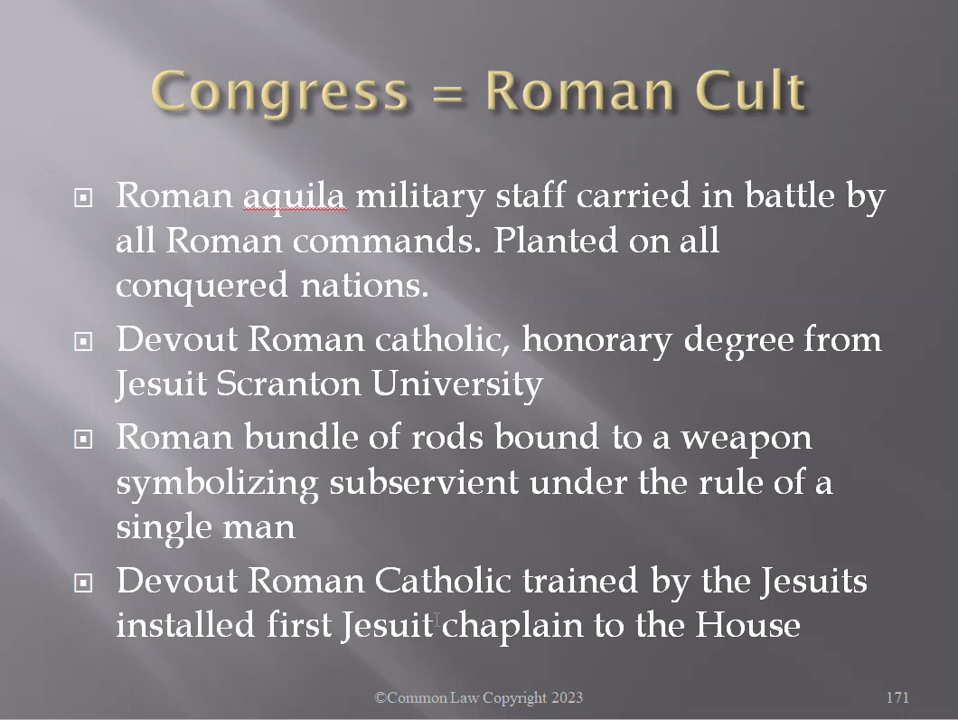 Congress = Roman Cult
Roman aquila military staff carried in battle by
all Roman commands. Planted on all
conquered nations.
Devout Roman catholic, honorary degree from
Jesuit Scranton University
Roman bundle of rods bound to a weapon
symbolizing subservient under the rule of a
single man
Devout Roman Catholic trained by the Jesuits
installed first Jesuit chaplain to the House
©Common Law Copyright 2023
171